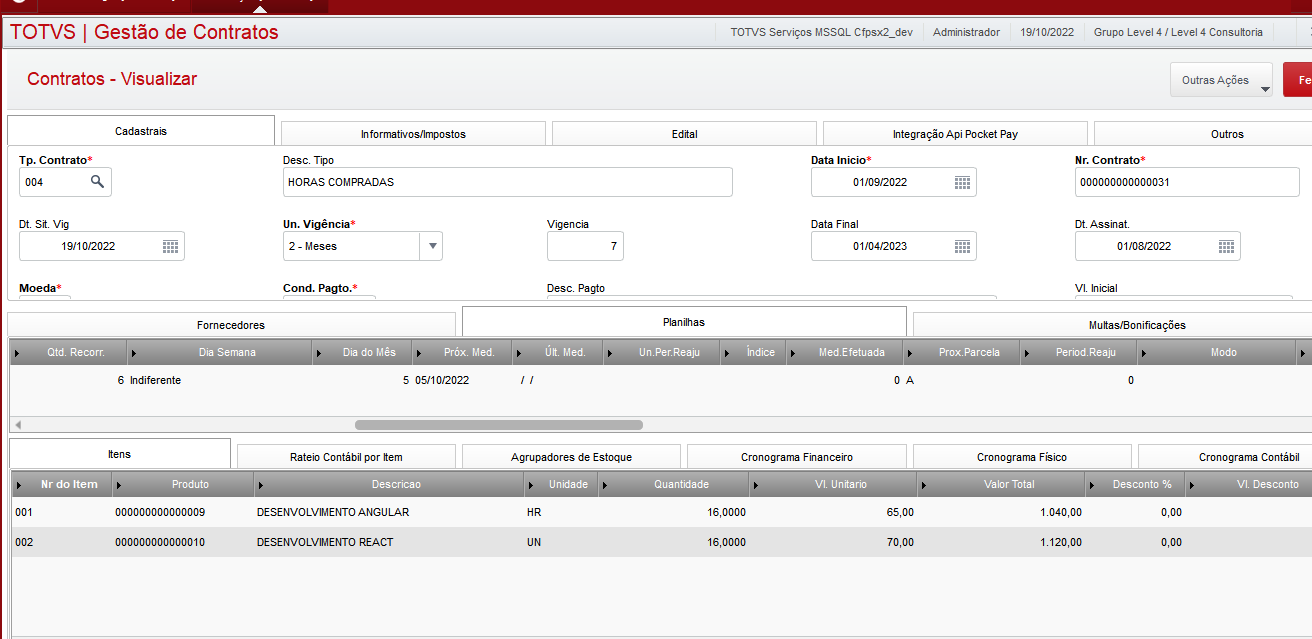 TOTVS | Gestão de Contratos
TOTVS Serviços MSSQL Cfpsx2_dev Administrador 19/10/2022 Grupo Level 4 / Level 4 Consultoria
Contratos - Visualizar
Outras Ações Fe
Cadastrais Informativos/Impostos Edital Integração Api Pocket Pay Outros
Tp. Contrato* Desc. Tipo Data Inicio* Nr. Contrato*
004 HORAS COMPRADAS 01/09/2022 000000000000031
Dt. Sit. Vig Un. Vigência* Vigencia Data Final Dt. Assinat.
19/10/2022 2 - Meses 7 01/04/2023 01/08/2022
Moeda* Cond. Pagto.* Desc. Pagto Vl. Inicial
Fornecedores Planilhas Multas/Bonificações
Qtd. Recorr. Dia Semana Dia do Mês Próx. Med. Últ. Med. Un.Per.Reaju Índice Med.Efetuada Prox.Parcela Period.Reaju Modo
6 Indiferente 5 05/10/2022 / / 0 A 0
Itens Rateio Contábil por Item Agrupadores de Estoque Cronograma Financeiro Cronograma Físico Cronograma Contábil
Nr do Item Produto Descricao Unidade Quantidade Vl. Unitario Valor Total Desconto % Vl. Desconto
001 000000000000009 DESENVOLVIMENTO ANGULAR HR 16,0000 65,00 1.040,00 0,00
002 000000000000010 DESENVOLVIMENTO REACT UN 16,0000 70,00 1.120,00 0,00